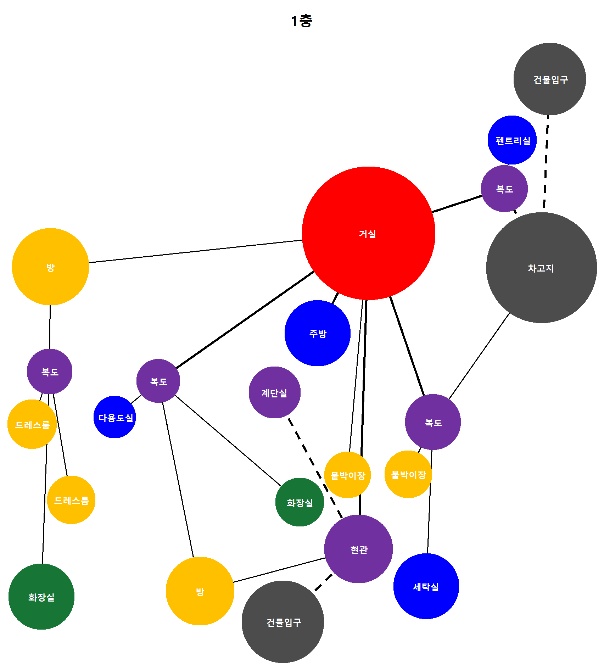 1층
건물입구
팬트리실
복도
거실
차고지
방
주방
복도
복도
계단실
다용도실
복도
드레스룸
붙박이장
붙박이장
드레스룸
화장실
현관
세탁실
방
화장실
건물입구